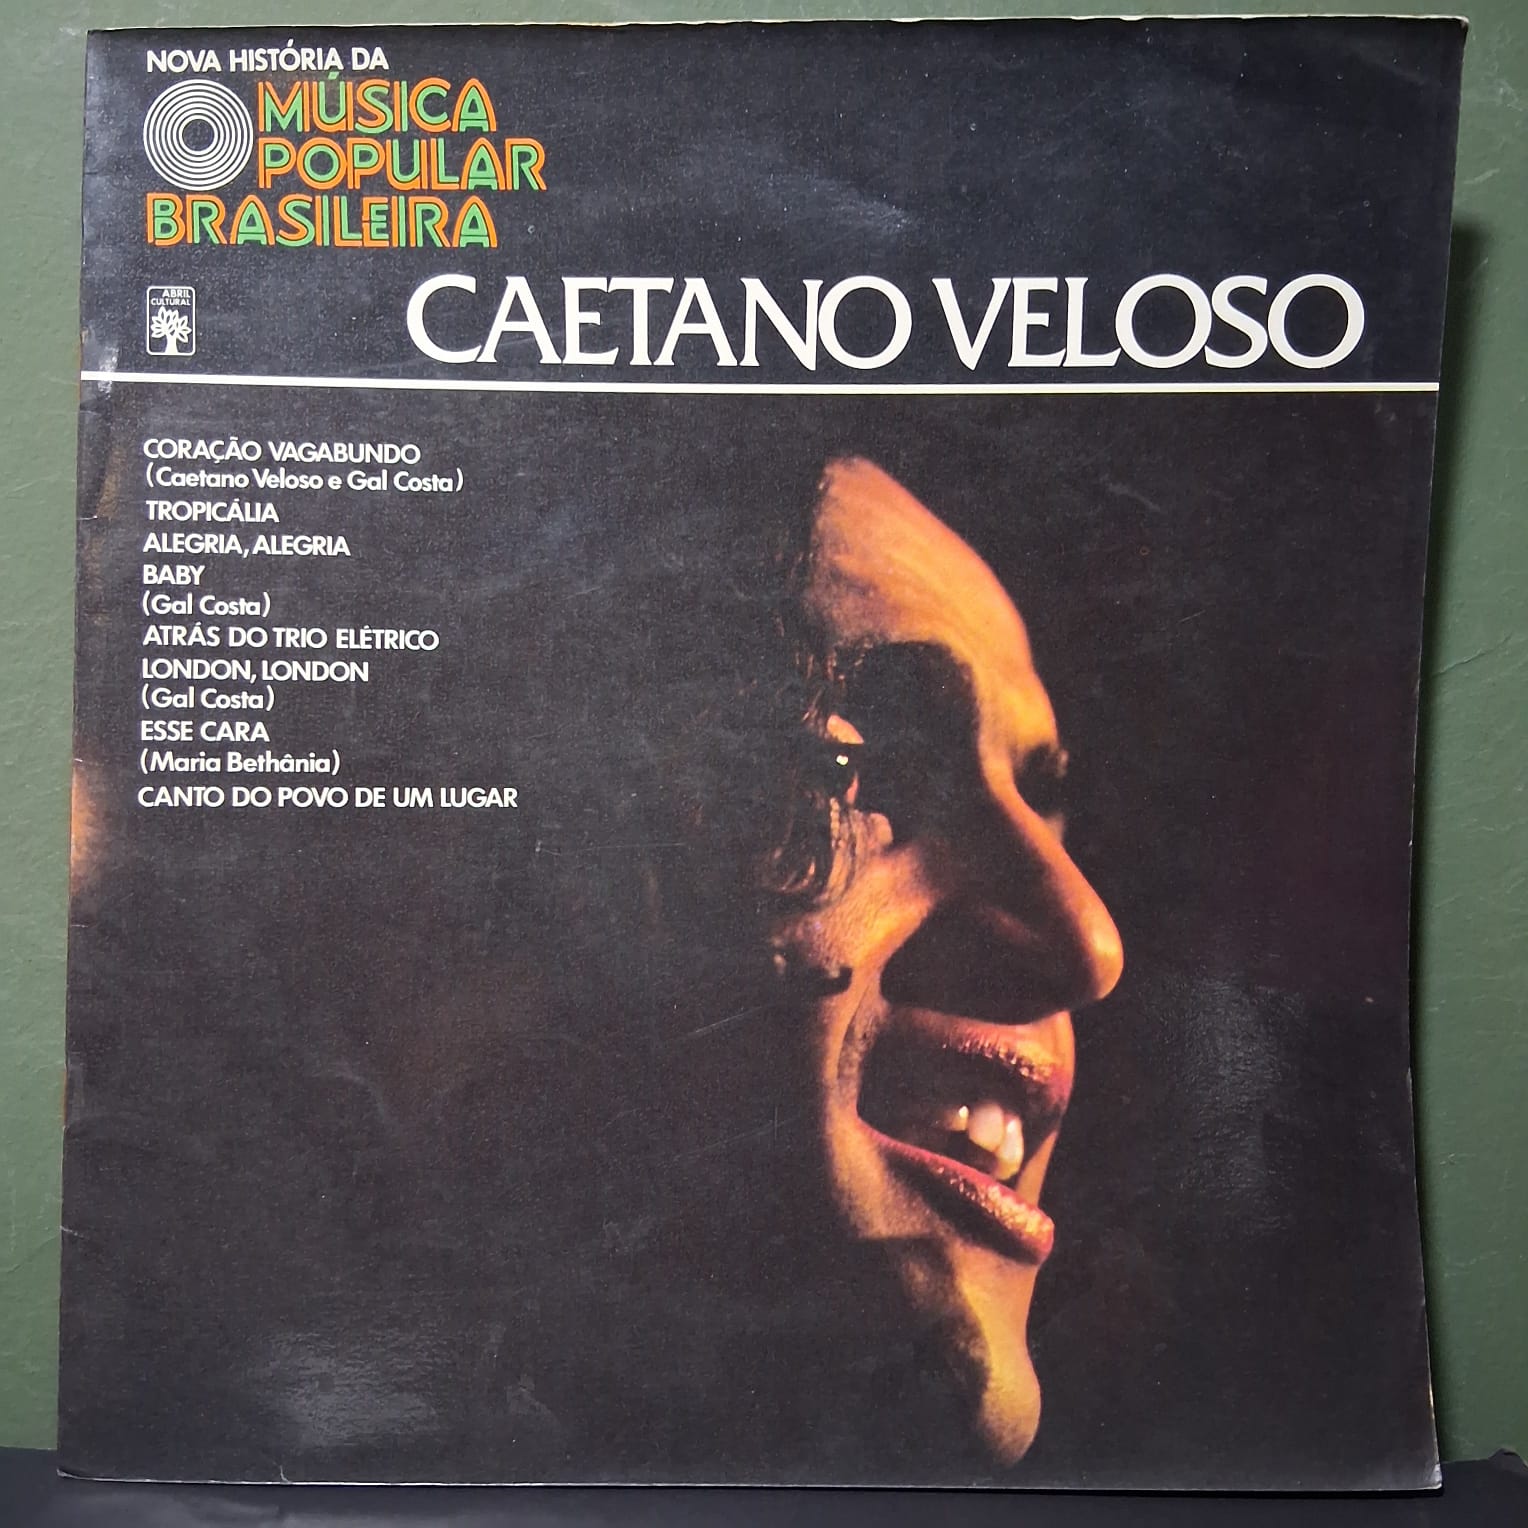 NOVA HISTÓRIA DA
MÚSICA
POPULAR
BRASILEIRA
ABRIL
CULTURAL
CAETANO VELOSO
CORAÇÃO VAGABUNDO
(Caetano Veloso e Gal Costa)
TROPICÁLIA
ALEGRIA, ALEGRIA
BABY
(Gal Costa)
ATRÁS DO TRIO ELÉTRICO
LONDON, LONDON
(Gal Costa)
ESSE CARA
(Maria Bethânia)
CANTO DO POVO DE UM LUGAR